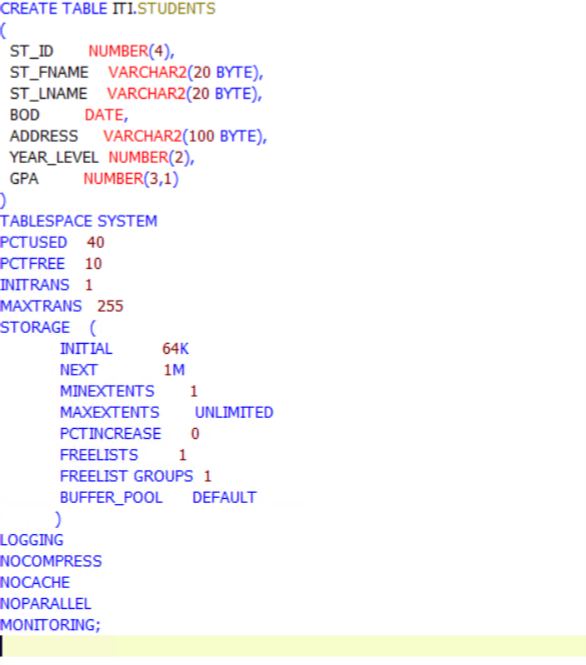 CREATE TABLE ITI.STUDENTS
(
ST_ID NUMBER(4),
ST_FNAME VARCHAR2(20 BYTE),
ST_LNAME VARCHAR2(20 BYTE),
BOD DATE,
ADDRESS VARCHAR2(100 BYTE),
YEAR_LEVEL NUMBER(2),
GPA NUMBER(3,1)
)
TABLESPACE SYSTEM
PCTUSED 40
PCTFREE 10
INITRANS 1
MAXTRANS 255
STORAGE (
INITIAL 64K
NEXT 1M
MINEXTENTS 1
MAXEXTENTS UNLIMITED
PCTINCREASE 0
FREELISTS 1
FREELIST GROUPS 1
BUFFER_POOL DEFAULT
)
LOGGING
NOCOMPRESS
NOCACHE
NOPARALLEL
MONITORING;